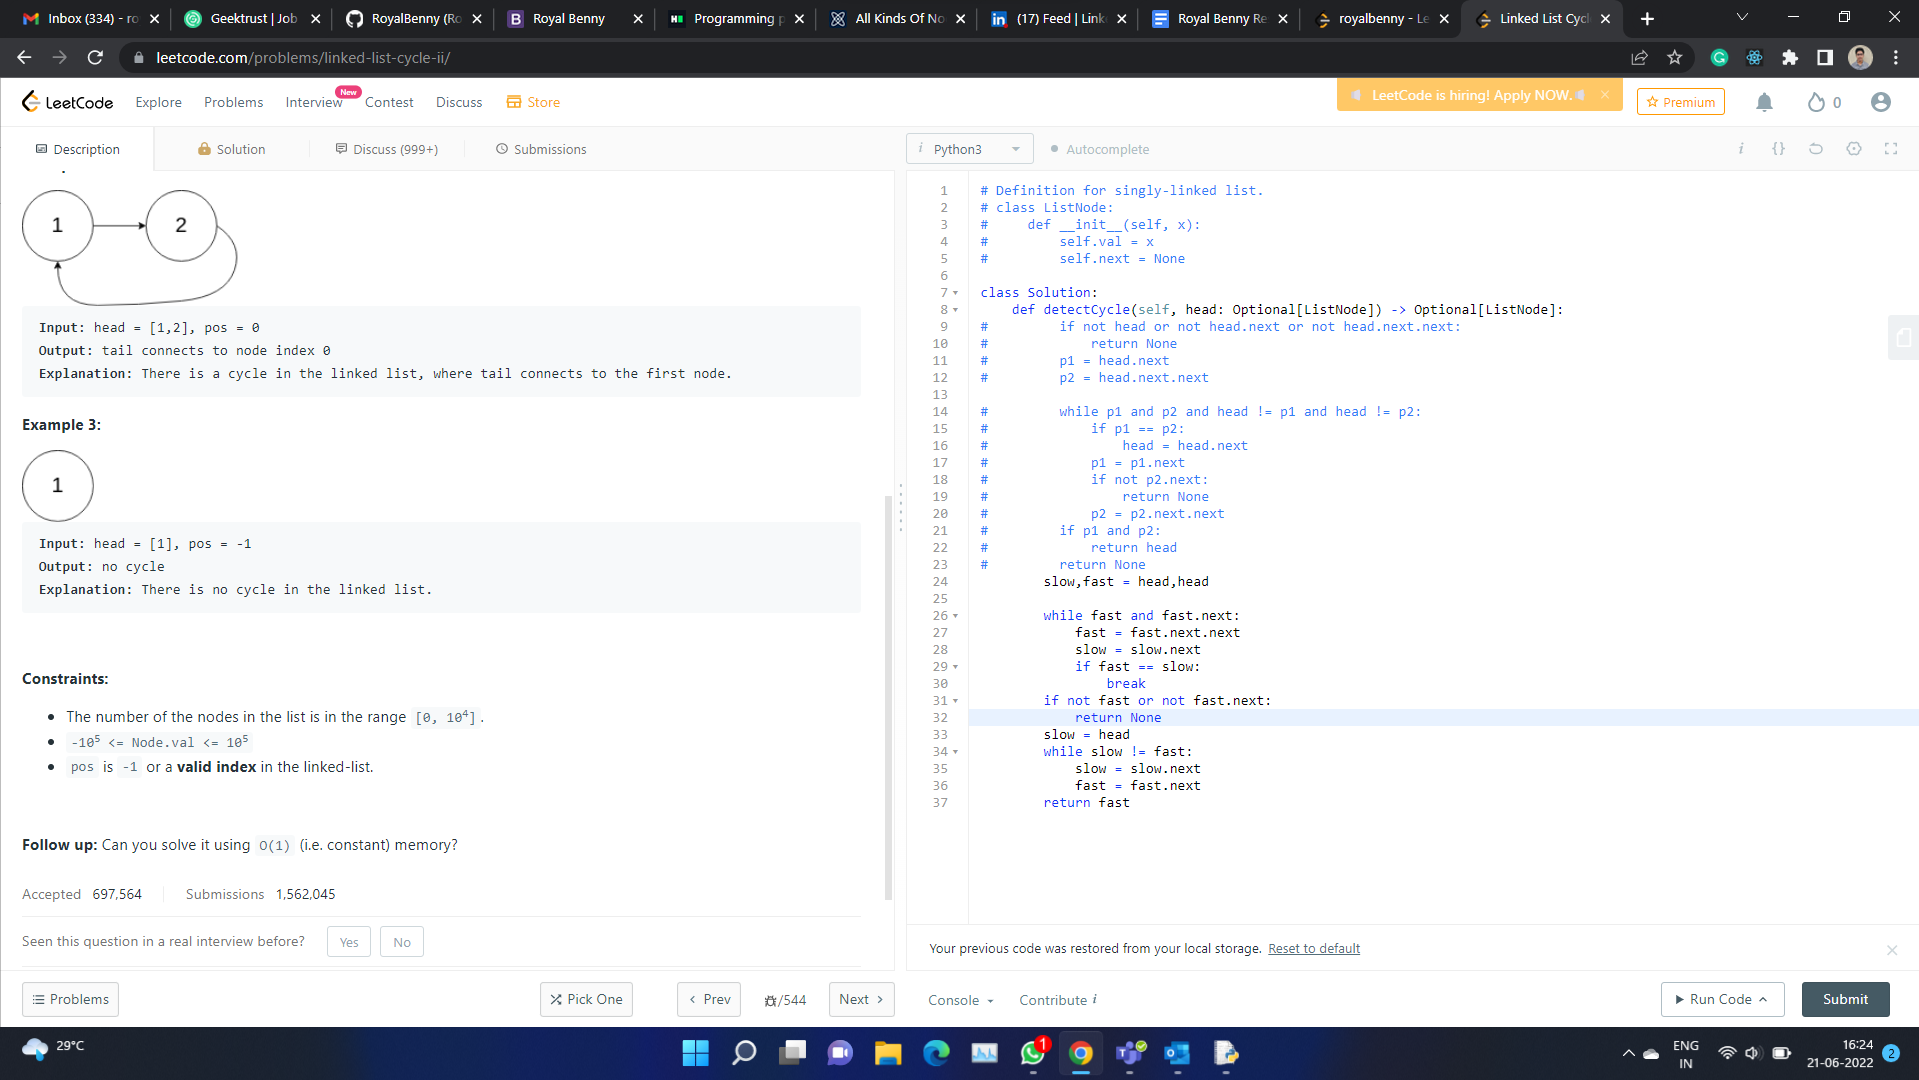 Inbox (334) - ro
Geektrust | Job
RoyalBenny (Ro
Royal Benny
Programming p
All Kinds Of No
(17) Feed | Link
Royal Benny Re
royalbenny - Le
Linked List Cycl
leetcode.com/problems/linked-list-cycle-ii/
LeetCode
Explore
Problems
Interview
New
Contest
Discuss
Store
LeetCode is hiring! Apply NOW.
Premium
0
Description
Solution
Discuss (999+)
Submissions
i Python3
Autocomplete
1
2
Input: head = [1,2], pos = 0
Output: tail connects to node index 0
Explanation: There is a cycle in the linked list, where tail connects to the first node.
Example 3:
1
Input: head = [1], pos = -1
Output: no cycle
Explanation: There is no cycle in the linked list.
Constraints:
• The number of the nodes in the list is in the range [0, 10⁴].
• -10⁵ <= Node.val <= 10⁵
• pos is -1 or a valid index in the linked-list.
Follow up: Can you solve it using O(1) (i.e. constant) memory?
Accepted 697,564
Submissions 1,562,045
Seen this question in a real interview before?
Yes
No
Problems
Pick One
Prev
/544
Next
1 # Definition for singly-linked list.
2 # class ListNode:
3 #     def __init__(self, x):
4 #         self.val = x
5 #         self.next = None
6
7 class Solution:
8     def detectCycle(self, head: Optional[ListNode]) -> Optional[ListNode]:
9 #         if not head or not head.next or not head.next.next:
10 #             return None
11 #         p1 = head.next
12 #         p2 = head.next.next
13
14 #         while p1 and p2 and head != p1 and head != p2:
15 #             if p1 == p2:
16 #                 head = head.next
17 #             p1 = p1.next
18 #             if not p2.next:
19 #                 return None
20 #             p2 = p2.next.next
21 #         if p1 and p2:
22 #             return head
23 #         return None
24         slow,fast = head,head
25
26         while fast and fast.next:
27             fast = fast.next.next
28             slow = slow.next
29             if fast == slow:
30                 break
31         if not fast or not fast.next:
32             return None
33         slow = head
34         while slow != fast:
35             slow = slow.next
36             fast = fast.next
37         return fast
Your previous code was restored from your local storage. Reset to default
Console
Contribute i
Run Code
Submit
29°C
1
ENG
IN
16:24
21-06-2022
2